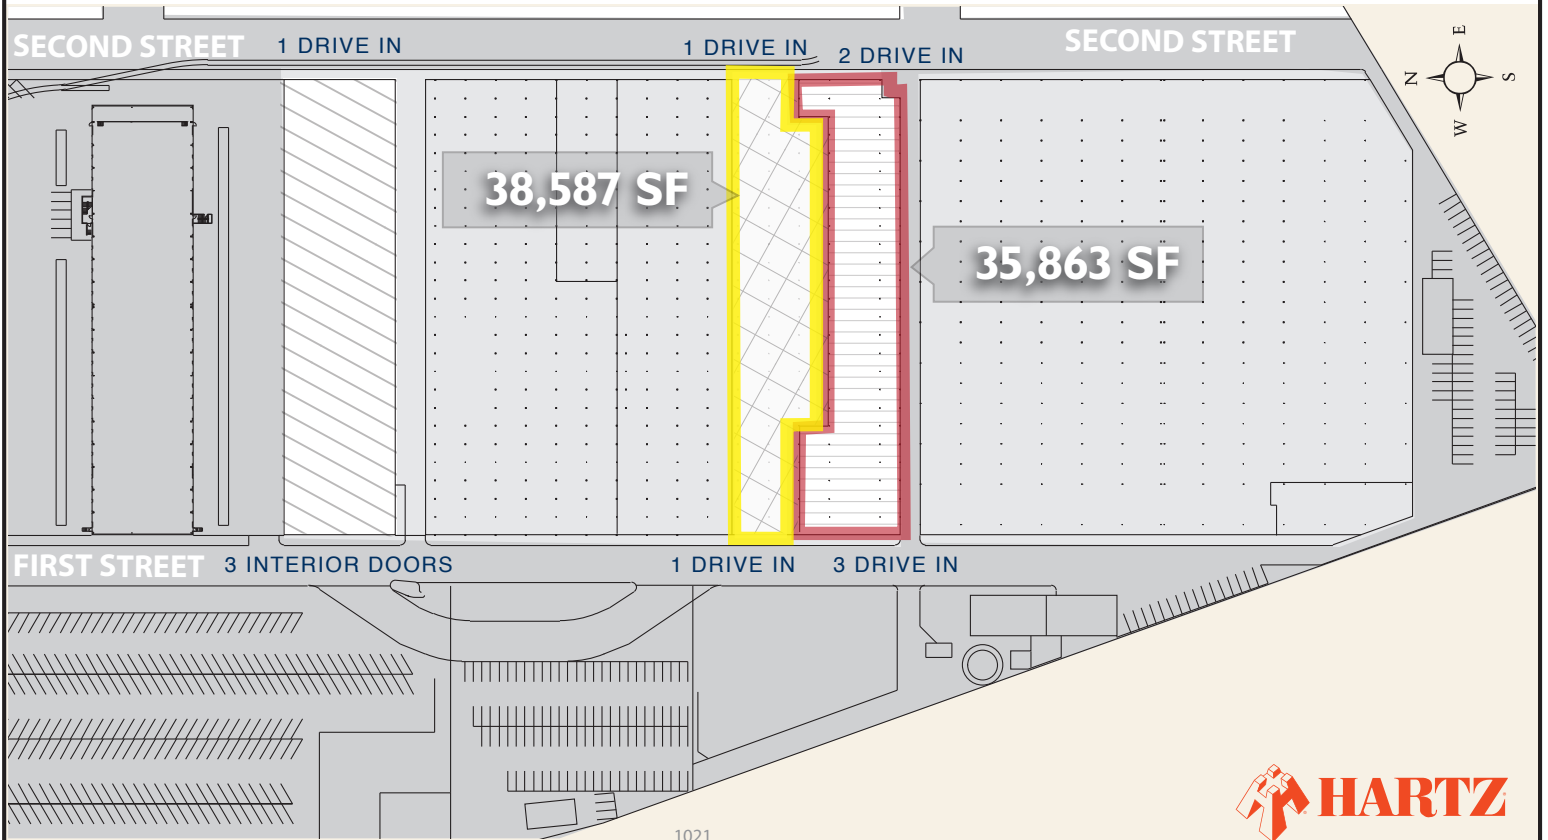 SECOND STREET
1 DRIVE IN
1 DRIVE IN
2 DRIVE IN
SECOND STREET
E
N
S
W
38,587 SF
35,863 SF
FIRST STREET
3 INTERIOR DOORS
1 DRIVE IN
3 DRIVE IN
HARTZ
1021